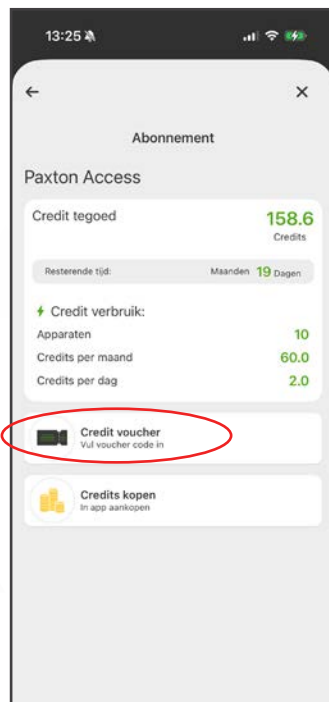 13:25
Abonnement
Paxton Access
Credit tegoed 158.6
Credits
Resterende tijd: Maanden 19 Dagen
Credit verbruik:
Apparaten 10
Credits per maand 60.0
Credits per dag 2.0
Credit voucher
Vul voucher code in
Credits kopen
In app aankopen